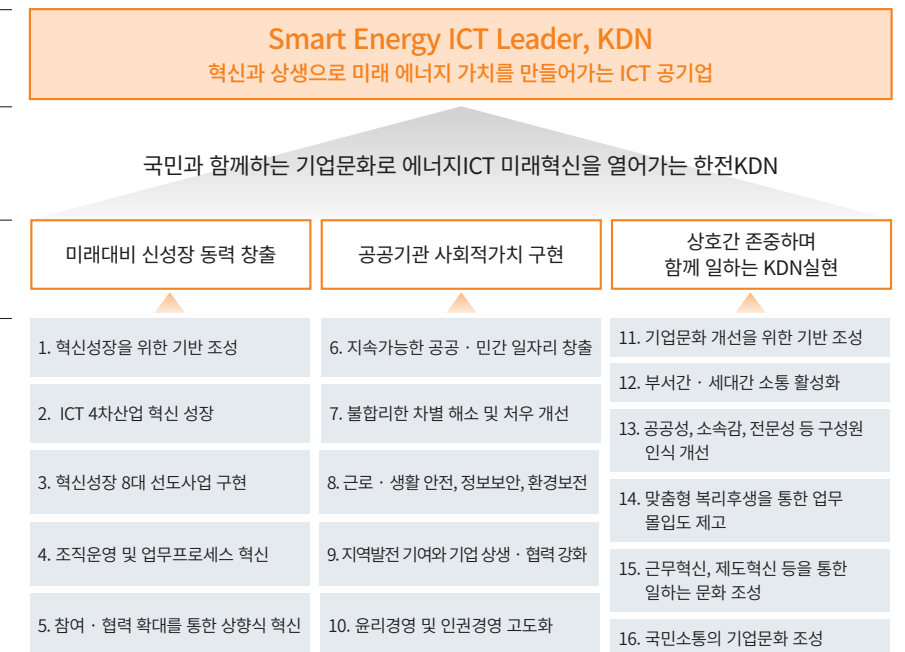 Smart Energy ICT Leader, KDN
혁신과 상생으로 미래 에너지 가치를 만들어가는 ICT 공기업
국민과 함께하는 기업문화로 에너지ICT 미래혁신을 열어가는 한전KDN
미래대비 신성장 동력 창출
1. 혁신성장을 위한 기반 조성
2. ICT 4차산업 혁신 성장
3. 혁신성장 8대 선도사업 구현
4. 조직운영 및 업무프로세스 혁신
5. 참여 · 협력 확대를 통한 상향식 혁신
공공기관 사회적가치 구현
6. 지속가능한 공공 · 민간 일자리 창출
7. 불합리한 차별 해소 및 처우 개선
8. 근로 · 생활 안전, 정보보안, 환경보전
9. 지역발전 기여와 기업 상생 · 협력 강화
10. 윤리경영 및 인권경영 고도화
상호간 존중하며
함께 일하는 KDN실현
11. 기업문화 개선을 위한 기반 조성
12. 부서간 · 세대간 소통 활성화
13. 공공성, 소속감, 전문성 등 구성원
인식 개선
14. 맞춤형 복리후생을 통한 업무
몰입도 제고
15. 근무혁신, 제도혁신 등을 통한
일하는 문화 조성
16. 국민소통의 기업문화 조성